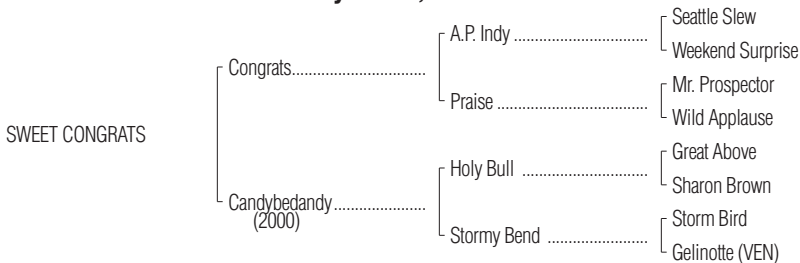 Seattle Slew
A.P. Indy ..................................
Weekend Surprise
Congrats..................................
Mr. Prospector
Praise ......................................
Wild Applause
SWEET CONGRATS
Great Above
Holy Bull ................................
Sharon Brown
Candybedandy.......................
(2000)
Storm Bird
Stormy Bend .........................
Gelinotte (VEN)